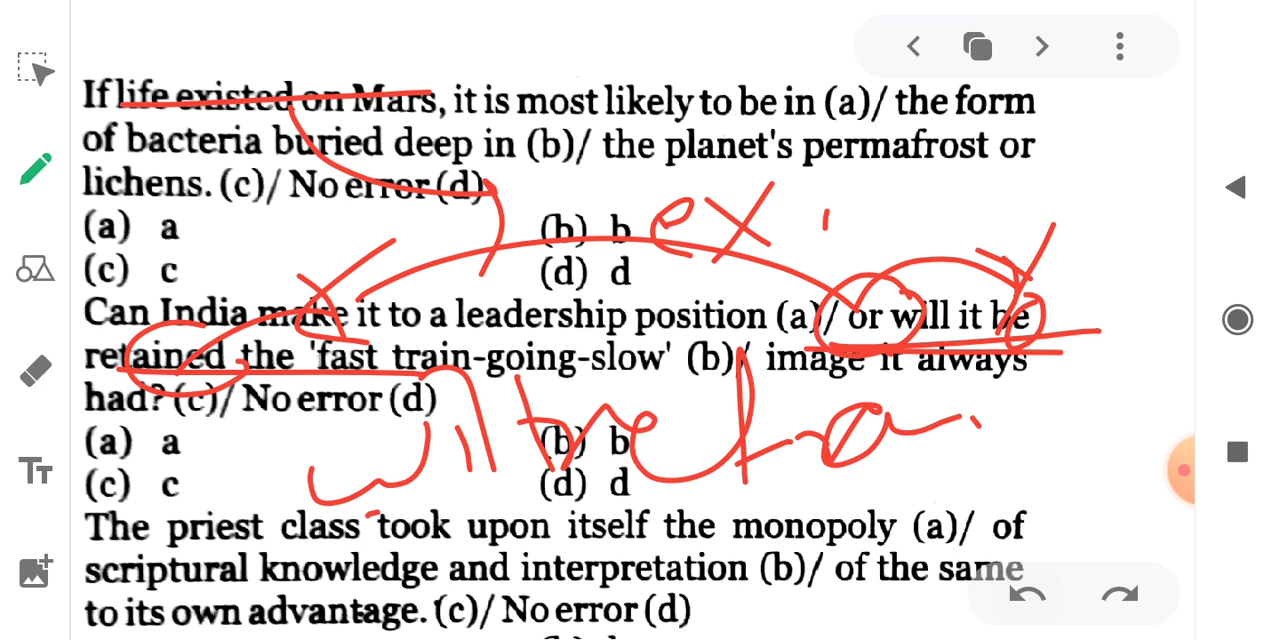 If life existed on Mars, it is most likely to be in (a)/ the form
of bacteria buried deep in (b)/ the planet's permafrost or
lichens. (c)/ No error (d)
(a) a (b) b
(c) c (d) d
ex.
Can India make it to a leadership position (a)/ or will it be
retained the 'fast train-going-slow' (b)/ image it always
had? (c)/ No error (d)
(a) a (b) b
(c) c (d) d
will
The priest class took upon itself the monopoly (a)/ of
scriptural knowledge and interpretation (b)/ of the same
to its own advantage. (c)/ No error (d)
TT